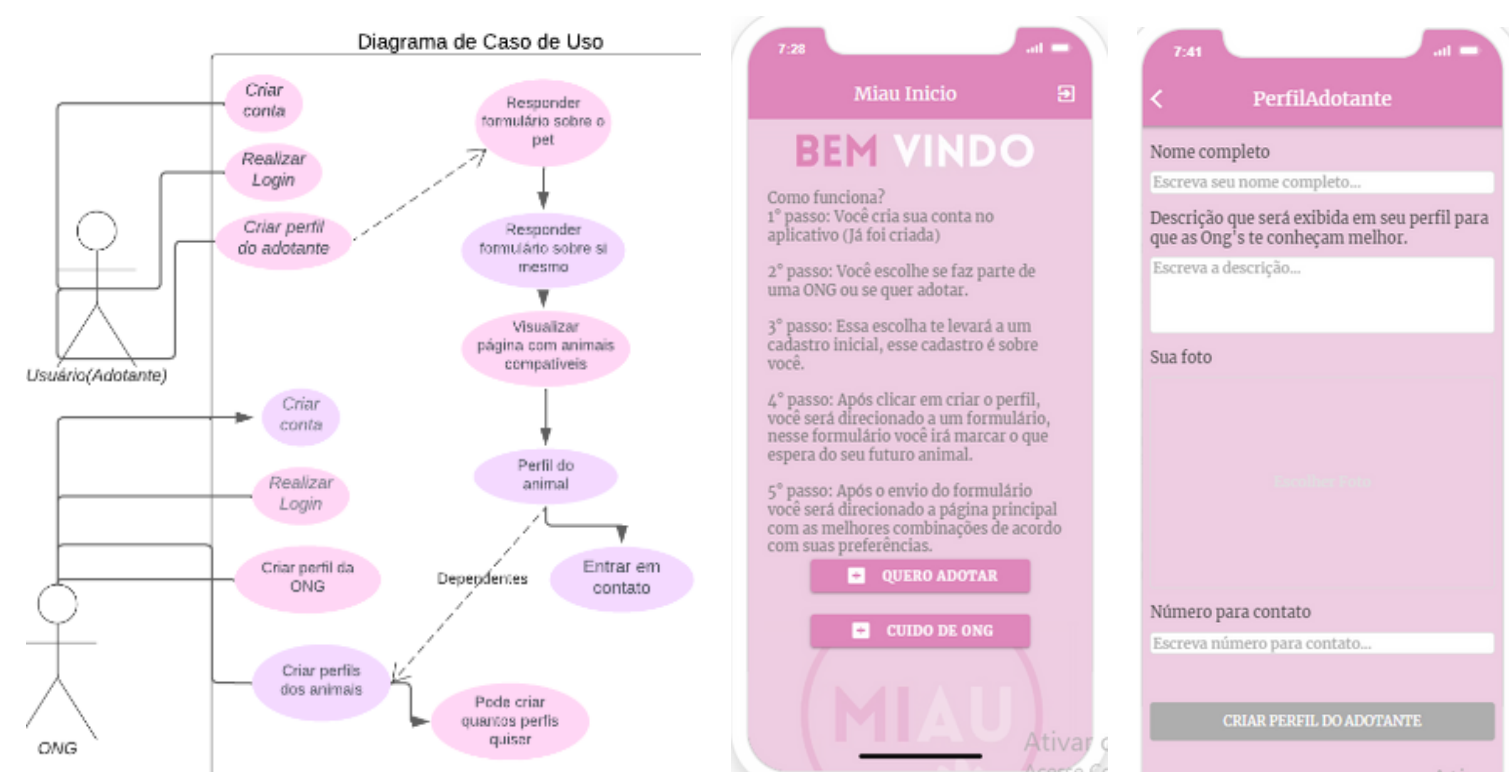 Diagrama de Caso de Uso
Criar
conta
Realizar
Login
Criar perfil
do adotante
Usuário(Adotante)
Responder
formulário sobre o
pet
Responder
formulário sobre si
mesmo
Visualizar
página com animais
compatíveis
Perfil do
animal
Entrar em
contato
Dependentes
Criar
conta
Realizar
Login
Criar perfil da
ONG
Criar perfils
dos animais
Pode criar
quantos perfis
quiser
ONG
7:28
Miau Inicio
BEM VINDO
Como funciona?
1° passo: Você cria sua conta no
aplicativo (Já foi criada)
2° passo: Você escolhe se faz parte de
uma ONG ou se quer adotar.
3° passo: Essa escolha te levará a um
cadastro inicial, esse cadastro é sobre
você.
4° passo: Após clicar em criar o perfil,
você será direcionado a um formulário,
nesse formulário você irá marcar o que
espera do seu futuro animal.
5° passo: Após o envio do formulário
você será direcionado a página principal
com as melhores combinações de acordo
com suas preferências.
QUERO ADOTAR
CUIDO DE ONG
MIAU
Ativar
7:41
PerfilAdotante
Nome completo
Escreva seu nome completo...
Descrição que será exibida em seu perfil para
que as Ong's te conheçam melhor.
Escreva a descrição...
Sua foto
Escolher Foto
Número para contato
Escreva número para contato...
CRIAR PERFIL DO ADOTANTE